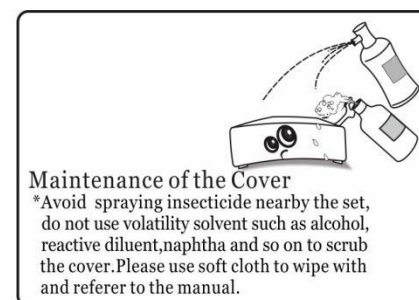 Maintenance of the Cover
*Avoid spraying insecticide nearby the set,
do not use volatility solvent such as alcohol,
reactive diluent,naphtha and so on to scrub
the cover.Please use soft cloth to wipe with
and referer to the manual.